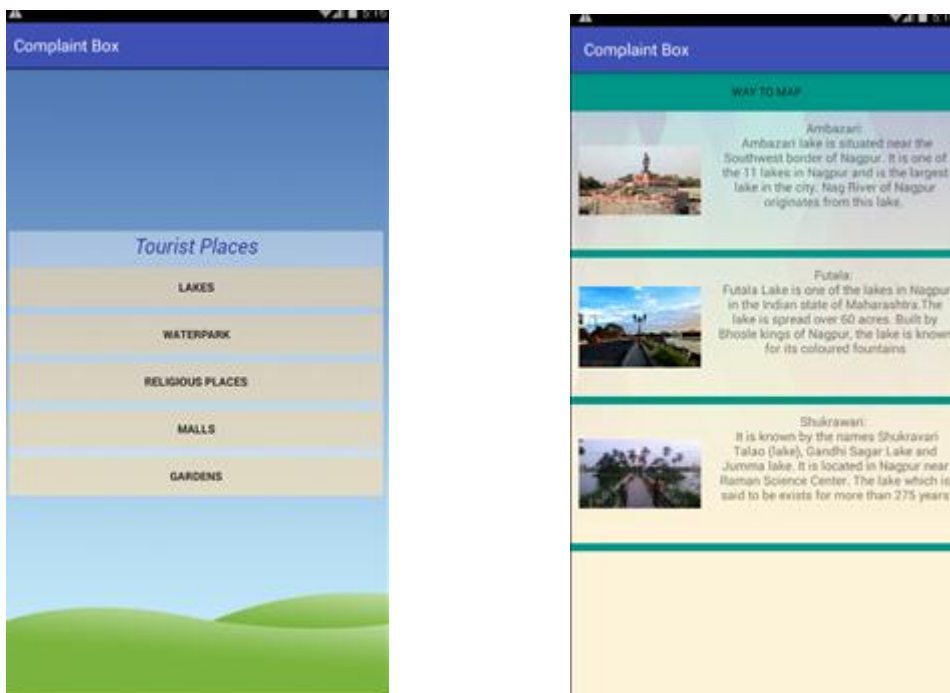 5:16
Complaint Box
Tourist Places
LAKES
WATERPARK
RELIGIOUS PLACES
MALLS
GARDENS
Complaint Box
WAY TO MAP
Ambazari:
Ambazari lake is situated near the
Southwest border of Nagpur. It is one of
the 11 lakes in Nagpur and is the largest
lake in the city. Nag River of Nagpur
originates from this lake.
Futala:
Futala Lake is one of the lakes in Nagpur
in the Indian state of Maharashtra.The
lake is spread over 60 acres. Built by
Bhosle kings of Nagpur, the lake is known
for its coloured fountains
Shukrawari:
It is known by the names Shukravari
Talao (lake), Gandhi Sagar Lake and
Jumma lake. It is located in Nagpur near
Raman Science Center. The lake which is
said to be exists for more than 275 years